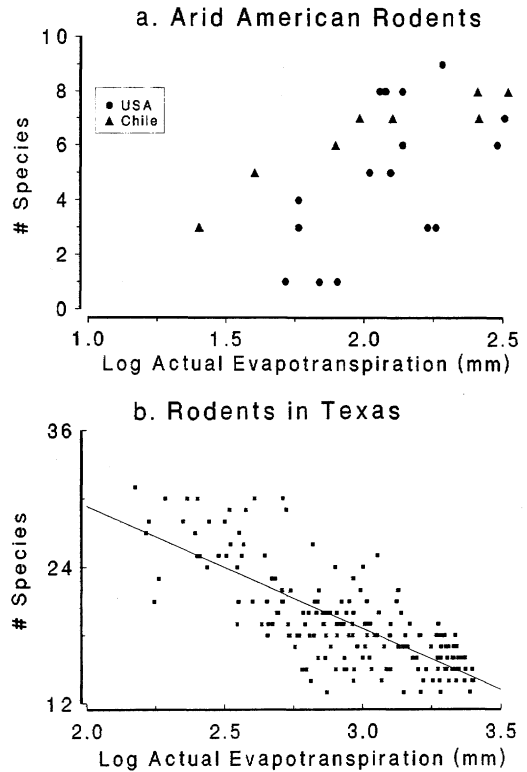 a. Arid American Rodents
10
8
6
4
2
0
# Species
USA
Chile
1.0 1.5 2.0 2.5
Log Actual Evapotranspiration (mm)
b. Rodents in Texas
36
24
12
# Species
2.0 2.5 3.0 3.5
Log Actual Evapotranspiration (mm)